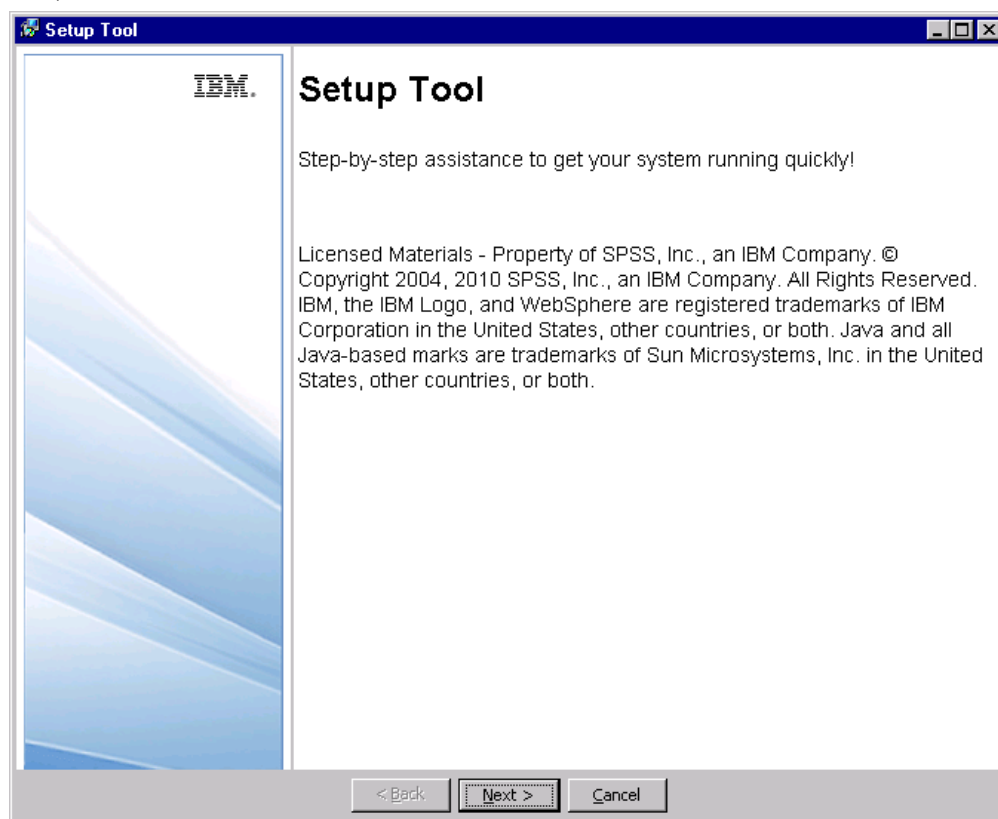 Setup Tool
IBM.
Setup Tool
Step-by-step assistance to get your system running quickly!
Licensed Materials - Property of SPSS, Inc., an IBM Company. ©
Copyright 2004, 2010 SPSS, Inc., an IBM Company. All Rights Reserved.
IBM, the IBM Logo, and WebSphere are registered trademarks of IBM
Corporation in the United States, other countries, or both. Java and all
Java-based marks are trademarks of Sun Microsystems, Inc. in the United
States, other countries, or both.
< Back
Next >
Cancel